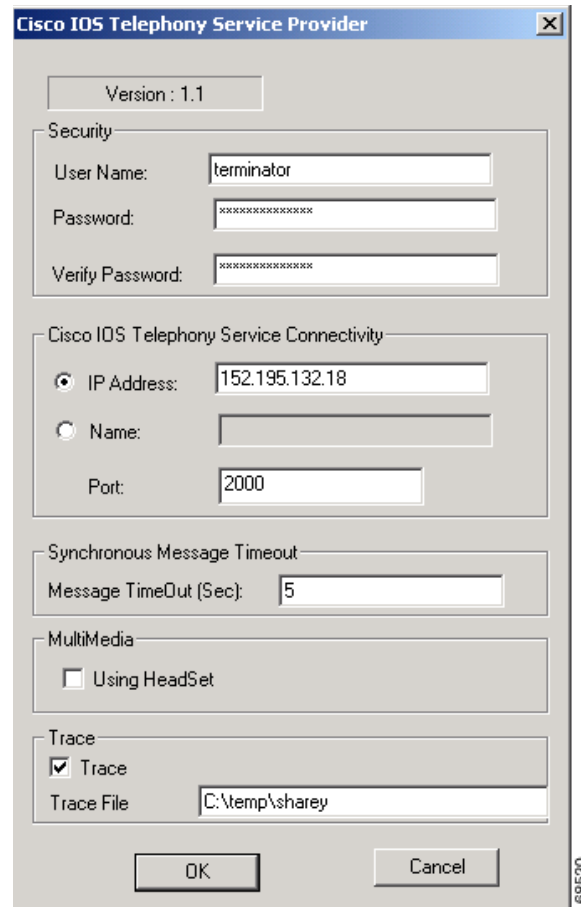 Cisco IOS Telephony Service Provider
Version : 1.1
Security
User Name: terminator
Password: **************
Verify Password: **************
Cisco IOS Telephony Service Connectivity
IP Address: 152.195.132.18
Name:
Port: 2000
Synchronous Message Timeout
Message TimeOut (Sec): 5
MultiMedia
Using HeadSet
Trace
Trace
Trace File C:\temp\sharey
OK Cancel